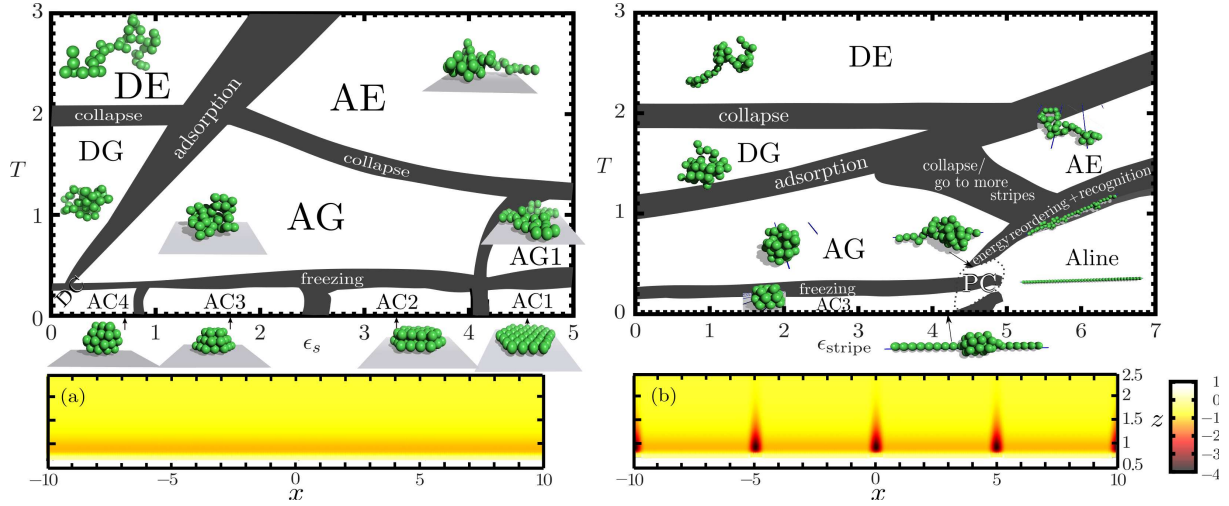 3
2
1
0
T
DE
collapse
DG
adsorption
AE
collapse
AG
AG1
DC
freezing
AC4
AC3
AC2
AC1
0
1
2
3
4
5
ϵs
3
2
1
0
T
DE
collapse
DG
adsorption
collapse/
go to more
stripes
AE
energy reordering+recognition
AG
Aline
PC
freezing
AC3
0
1
2
3
4
5
6
7
ϵstripe
(a)
−10
−5
0
5
10
x
(b)
−10
−5
0
5
10
x
2.5
2
1.5
1
0.5
z
1
0
−1
−2
−3
−4